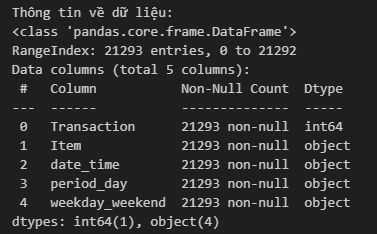 Thông tin về dữ liệu:
<class 'pandas.core.frame.DataFrame'>
RangeIndex: 21293 entries, 0 to 21292
Data columns (total 5 columns):
 #   Column           Non-Null Count  Dtype
---  ------           --------------  -----
 0   Transaction      21293 non-null  int64
 1   Item             21293 non-null  object
 2   date_time        21293 non-null  object
 3   period_day       21293 non-null  object
 4   weekday_weekend  21293 non-null  object
dtypes: int64(1), object(4)